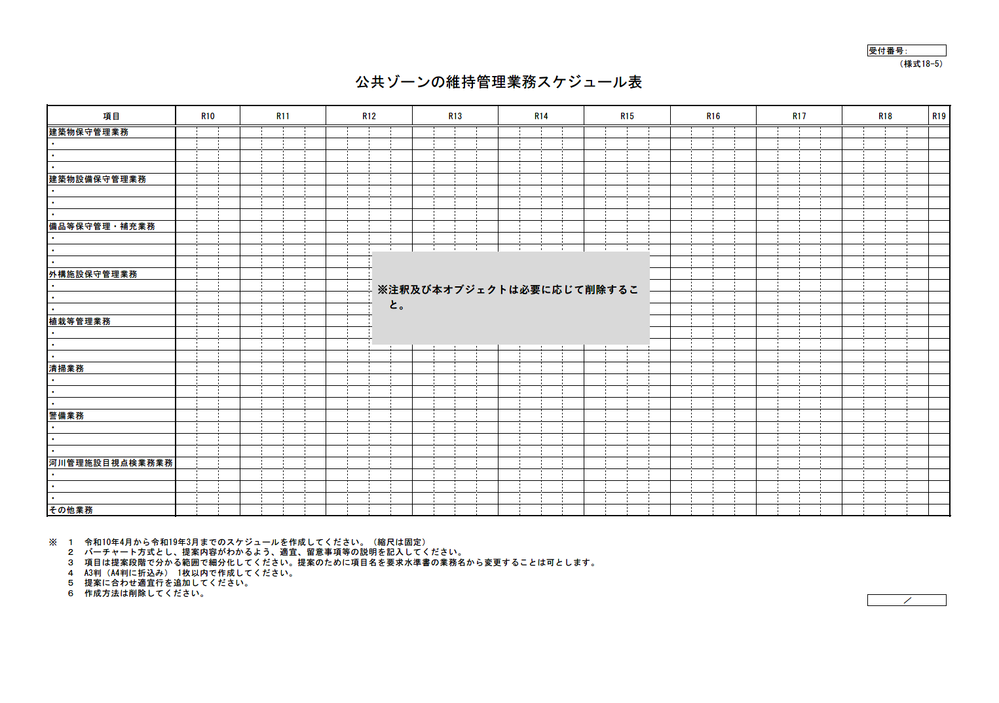 受付番号:
（様式18-5）
公共ゾーンの維持管理業務スケジュール表
項目 R10 R11 R12 R13 R14 R15 R16 R17 R18 R19
建築物保守管理業務
・
・
・
建築物設備保守管理業務
・
・
・
備品等保守管理・補充業務
・
・
・
外構施設保守管理業務
・
・
・
植栽等管理業務
・
・
・
清掃業務
・
・
・
警備業務
・
・
・
河川管理施設目視点検業務業務
・
・
・
その他業務
※注釈及び本オブジェクトは必要に応じて削除するこ
と。
※ 1 令和10年4月から令和19年3月までのスケジュールを作成してください。（縮尺は固定）
2 バーチャート方式とし、提案内容がわかるよう、適宜、留意事項等の説明を記入してください。
3 項目は提案段階で分かる範囲で細分化してください。提案のために項目名を要求水準書の業務名から変更することは可とします。
4 A3判（A4判に折込み） 1枚以内で作成してください。
5 提案に合わせ適宜行を追加してください。
6 作成方法は削除してください。
／